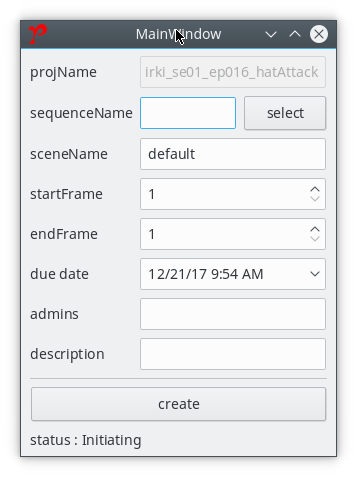 MainWindow
projName irki_se01_ep016_hatAttack
sequenceName select
sceneName default
startFrame 1
endFrame 1
due date 12/21/17 9:54 AM
admins
description
create
status : Initiating